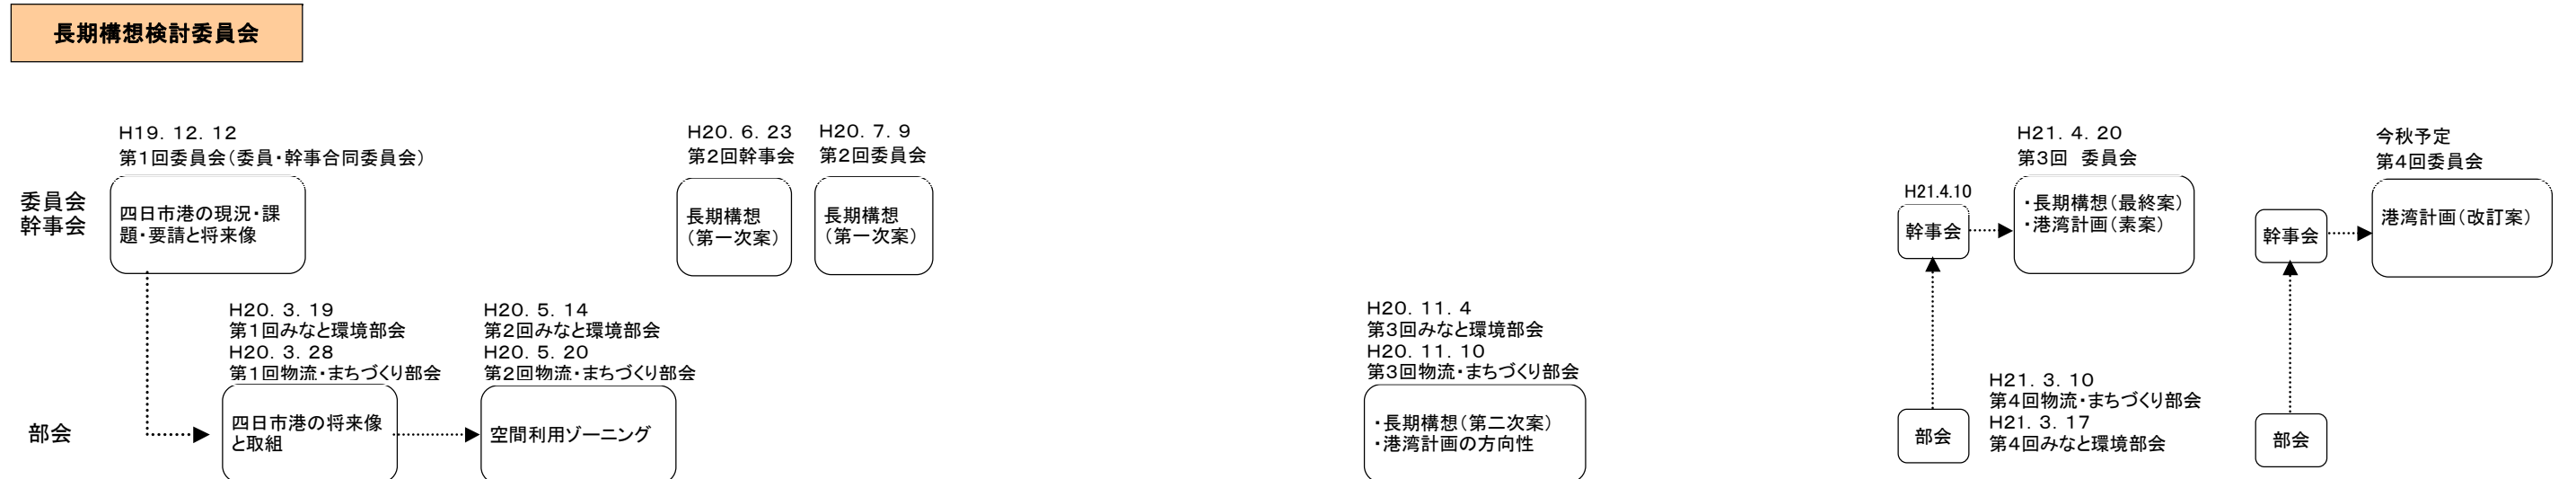 長期構想検討委員会
H19．12．12
第1回委員会（委員・幹事合同委員会）
委員会
幹事会
四日市港の現況・課
題・要請と将来像
H20．6．23
第2回幹事会
長期構想
（第一次案）
H20．7．9
第2回委員会
長期構想
（第一次案）
H21.4.10
幹事会
H21．4．20
第3回　委員会
・長期構想（最終案）
・港湾計画（素案）
今秋予定
第4回委員会
幹事会
港湾計画（改訂案）
部会
H20．3．19
第1回みなと環境部会
H20．3．28
第1回物流・まちづくり部会
四日市港の将来像
と取組
H20．5．14
第2回みなと環境部会
H20．5．20
第2回物流・まちづくり部会
空間利用ゾーニング
H20．11．4
第3回みなと環境部会
H20．11．10
第3回物流・まちづくり部会
・長期構想（第二次案）
・港湾計画の方向性
部会
H21．3．10
第4回物流・まちづくり部会
H21．3．17
第4回みなと環境部会
部会